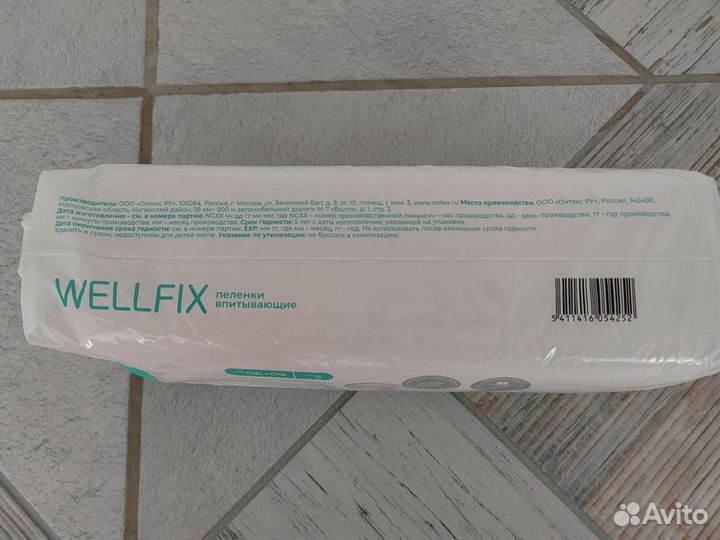 Производитель: ООО «Онтэкс РУ», 105064, Россия, г. Москва, ул. Земляной Вал, д. 9, эт. 10, помещ. I, ком. 3, www.ontex.ru Место производства: ООО «Онтэкс РУ», Россия, 142400,
Московская область, Ногинский район, 56 км+ 900 м автомобильной дороги М-7 «Волга», д. 1, стр. 3.
Дата изготовления – см. в номере партии: NGXX чч дд гг мм мм, где NGXX – номер производственной линии, чч – час производства, дд – день производства, гг – год производства,
мм – минуты производства, мм – месяц производства. Срок годности: 5 лет с даты изготовления, указанной на упаковке.
Дата окончания срока годности: см. в номере партии: EXP: мм гг, где мм – месяц, гг – год. Не использовать после окончания срока годности.
Хранить в сухом, недоступном для детей месте. Указание по утилизации: не бросать в канализацию.
WELLFIX
пеленки
впитывающие
5411416054252
60×90
5
Avito